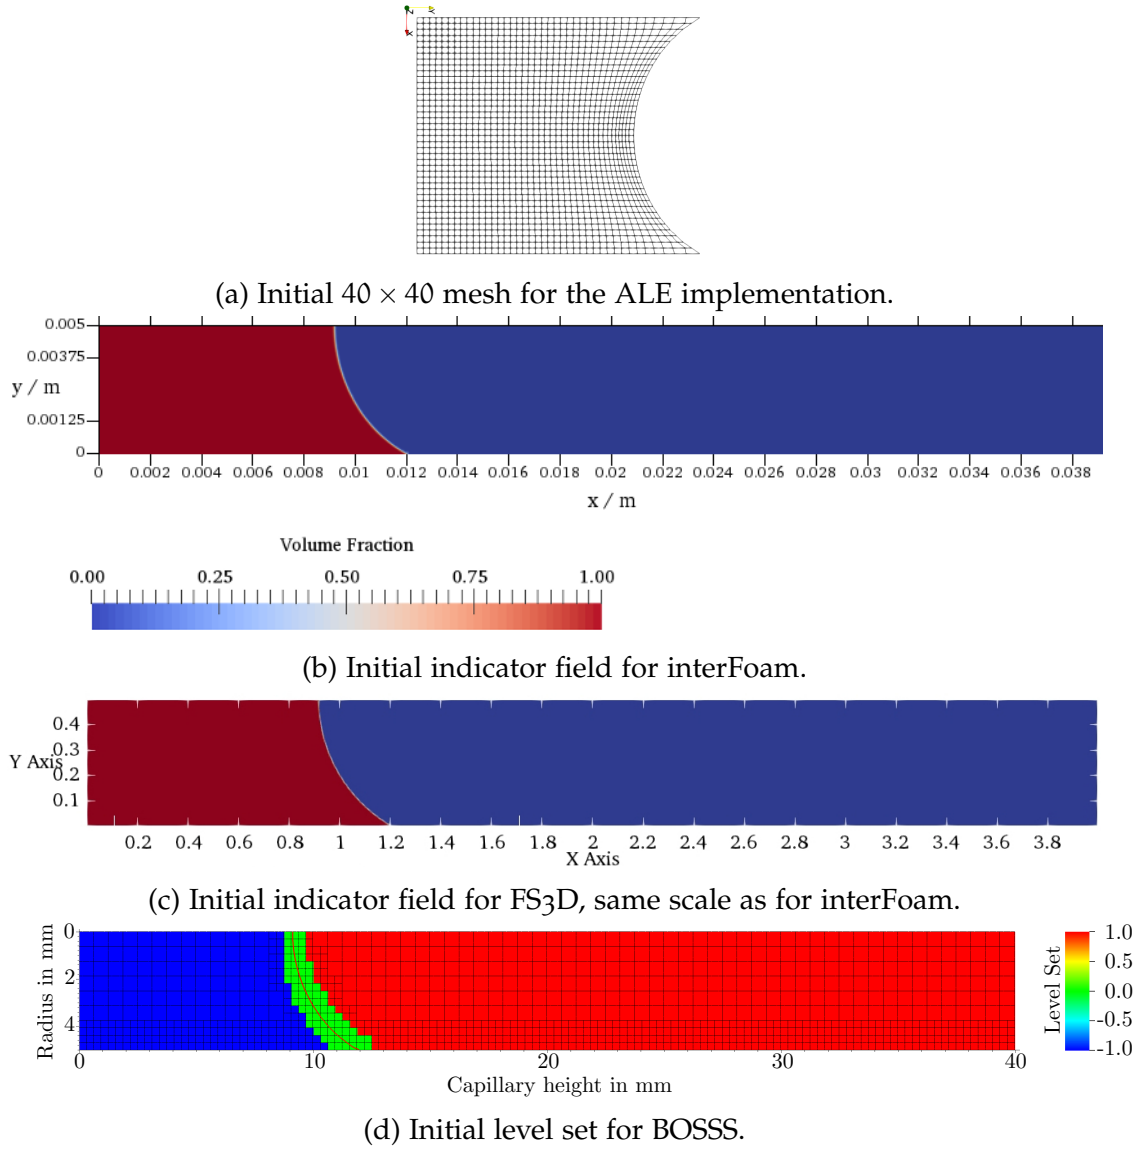 Z Y
X
(a) Initial 40 × 40 mesh for the ALE implementation.
0.005
0.00375
y / m
0.00125
0
0 0.002 0.004 0.006 0.008 0.01 0.012 0.014 0.016 0.018 0.02 0.022 0.024 0.026 0.028 0.03 0.032 0.034 0.036 0.038
x / m
Volume Fraction
0.00 0.25 0.50 0.75 1.00
(b) Initial indicator field for interFoam.
0.4
0.3
Y Axis
0.2
0.1
0.2 0.4 0.6 0.8 1 1.2 1.4 1.6 1.8 2 2.2 2.4 2.6 2.8 3 3.2 3.4 3.6 3.8
X Axis
(c) Initial indicator field for FS3D, same scale as for interFoam.
Radius in mm
0
2
4
0 10 20 30 40
Capillary height in mm
Level Set
1.0
0.5
0.0
-0.5
-1.0
(d) Initial level set for BOSSS.